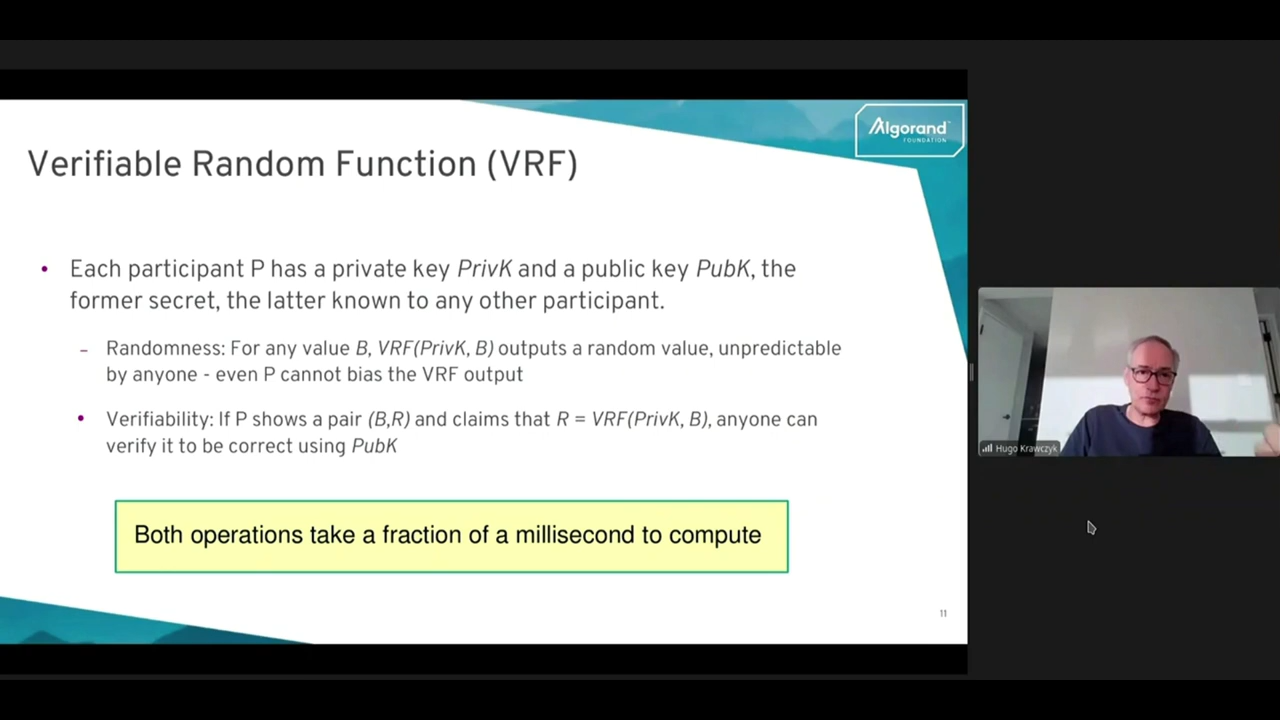 Algorand
FOUNDATION
Verifiable Random Function (VRF)
• Each participant P has a private key PrivK and a public key PubK, the
former secret, the latter known to any other participant.
– Randomness: For any value B, VRF(PrivK, B) outputs a random value, unpredictable
by anyone - even P cannot bias the VRF output
• Verifiability: If P shows a pair (B,R) and claims that R = VRF(PrivK, B), anyone can
verify it to be correct using PubK
Both operations take a fraction of a millisecond to compute
11
Hugo Krawczyk